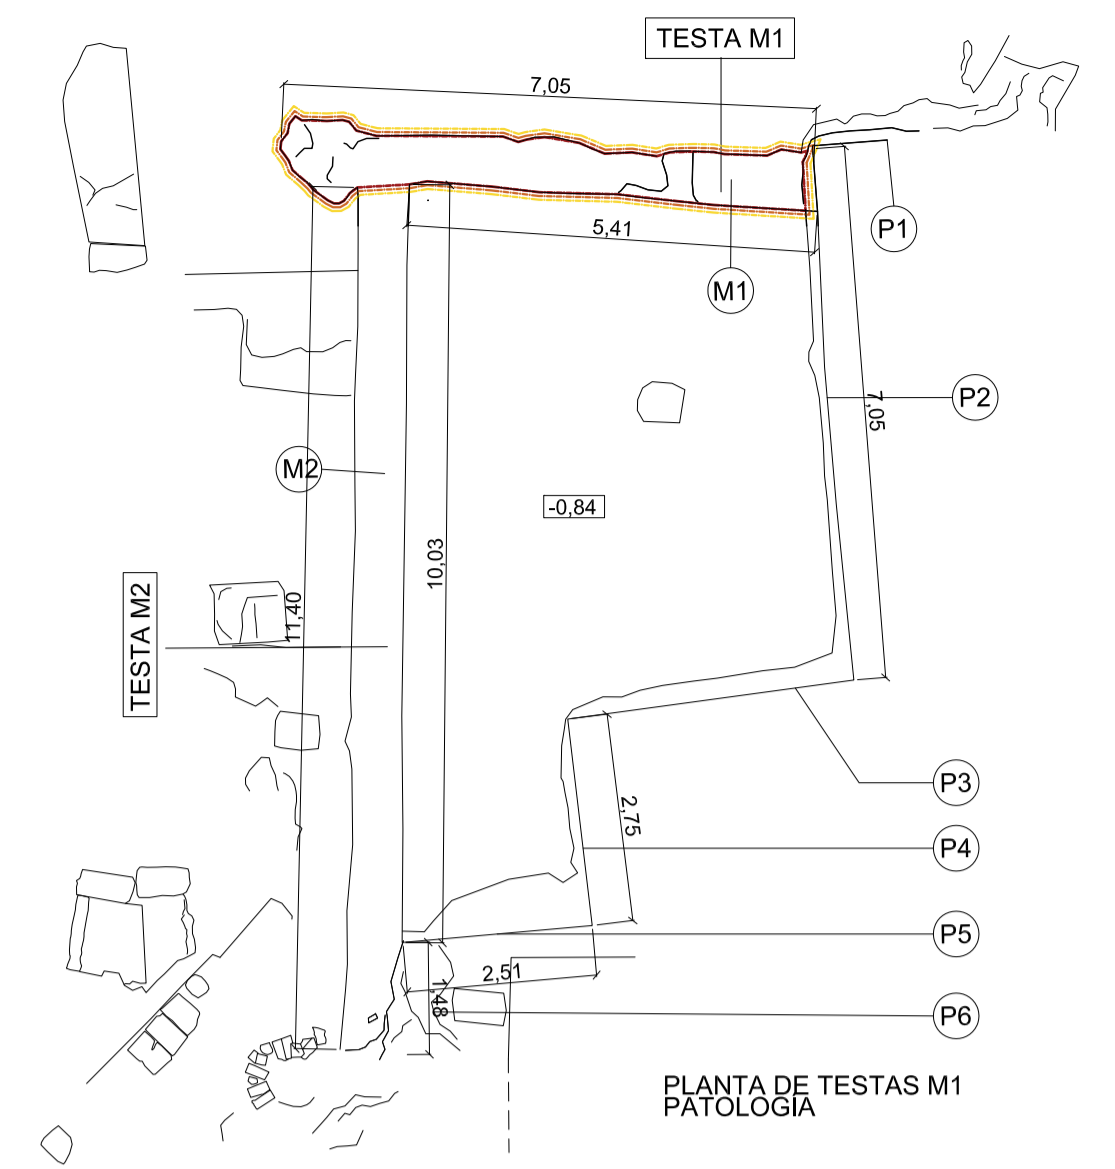 TESTA M1
7,05
P1
5,41
M1
P2
7,05
M2
-0,84
10,03
TESTA M2
11,40
P3
2,75
P4
P5
2,51
1,48
P6
PLANTA DE TESTAS M1
PATOLOGÍA